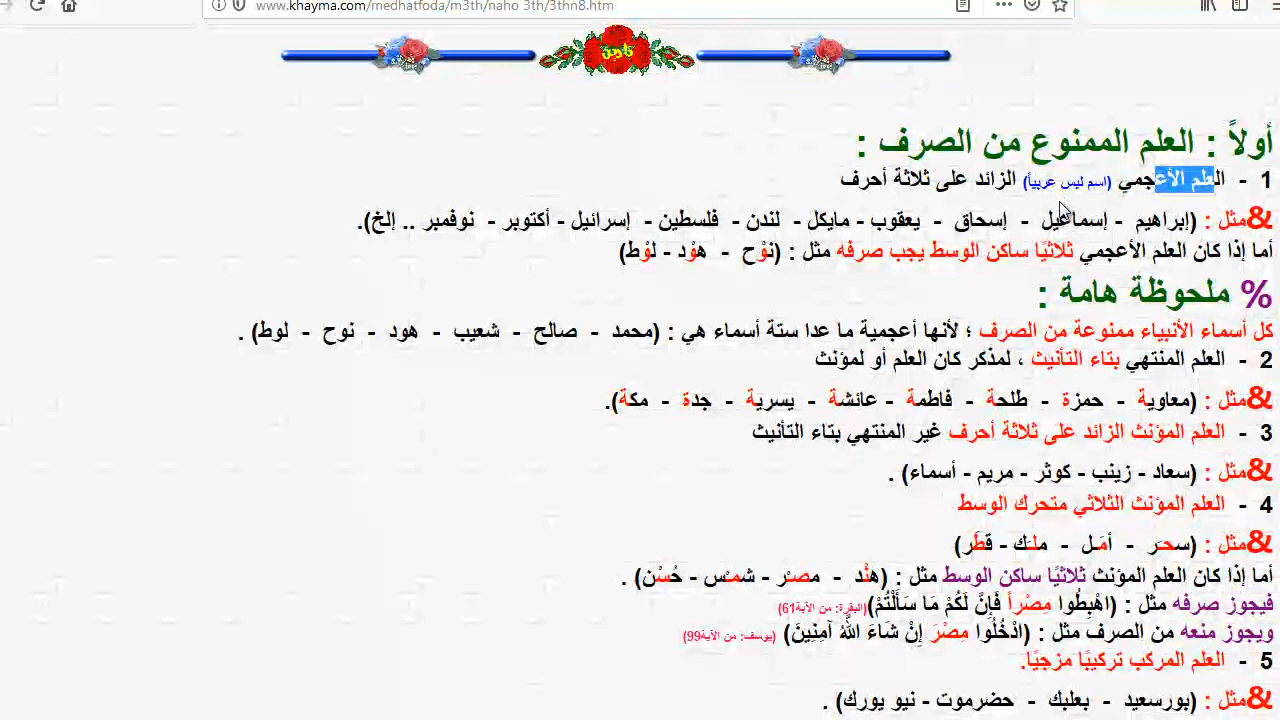 www.khayma.com/medhatfoda/m3th/naho 3th/3thn8.htm
أولاً : العلم الممنوع من الصرف :
1 - العلم الأعجمي (اسم ليس عربياً) الزائد على ثلاثة أحرف
&مثل : (إبراهيم - إسماعيل - إسحاق - يعقوب - مايكل - لندن - فلسطين - إسرائيل - أكتوبر - نوفمبر .. إلخ).
أما إذا كان العلم الأعجمي ثلاثيًا ساكن الوسط يجب صرفه مثل : (نوْح - هوْد - لوْط)
% ملحوظة هامة :
كل أسماء الأنبياء ممنوعة من الصرف ؛ لأنها أعجمية ما عدا ستة أسماء هي : (محمد - صالح - شعيب - هود - نوح - لوط) .
2 - العلم المنتهي بتاء التأنيث ، لمذكر كان العلم أو لمؤنث
&مثل : (معاوية - حمزة - طلحة - فاطمة - عائشة - يسرية - جدة - مكة).
3 - العلم المؤنث الزائد على ثلاثة أحرف غير المنتهي بتاء التأنيث
&مثل : (سعاد - زينب - كوثر - مريم - أسماء) .
4 - العلم المؤنث الثلاثي متحرك الوسط
&مثل : (سحَـر - أمَـل - ملَـك - قطَر)
أما إذا كان العلم المؤنث ثلاثيًا ساكن الوسط مثل : (هنْد - مصْر - شمْس - حُسْن) .
فيجوز صرفه مثل : (اهْبِطُوا مِصْراً فَإِنَّ لَكُمْ مَا سَأَلْتُمْ)(البقرة: من الآية61)
ويجوز منعه من الصرف مثل : (ادْخُلُوا مِصْرَ إِنْ شَاءَ اللَّهُ آمِنِينَ) (يوسف: من الآية99)
5 - العلم المركب تركيبًا مزجيًا.
&مثل : (بورسعيد - بعلبك - حضرموت - نيو يورك) .